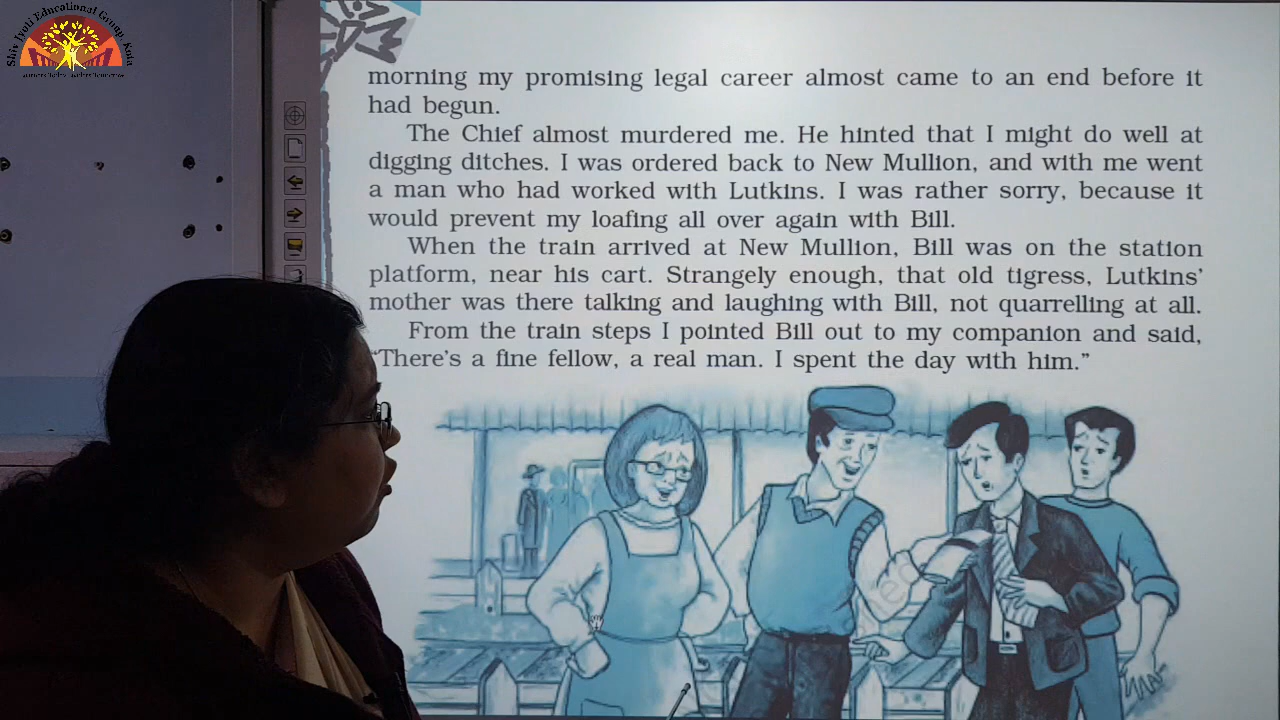 Shiv Jyoti Educational Group, Kota
morning my promising legal career almost came to an end before it
had begun.
The Chief almost murdered me. He hinted that I might do well at
digging ditches. I was ordered back to New Mullion, and with me went
a man who had worked with Lutkins. I was rather sorry, because it
would prevent my loafing all over again with Bill.
When the train arrived at New Mullion, Bill was on the station
platform, near his cart. Strangely enough, that old tigress, Lutkins'
mother was there talking and laughing with Bill, not quarrelling at all.
From the train steps I pointed Bill out to my companion and said,
“There's a fine fellow, a real man. I spent the day with him.”